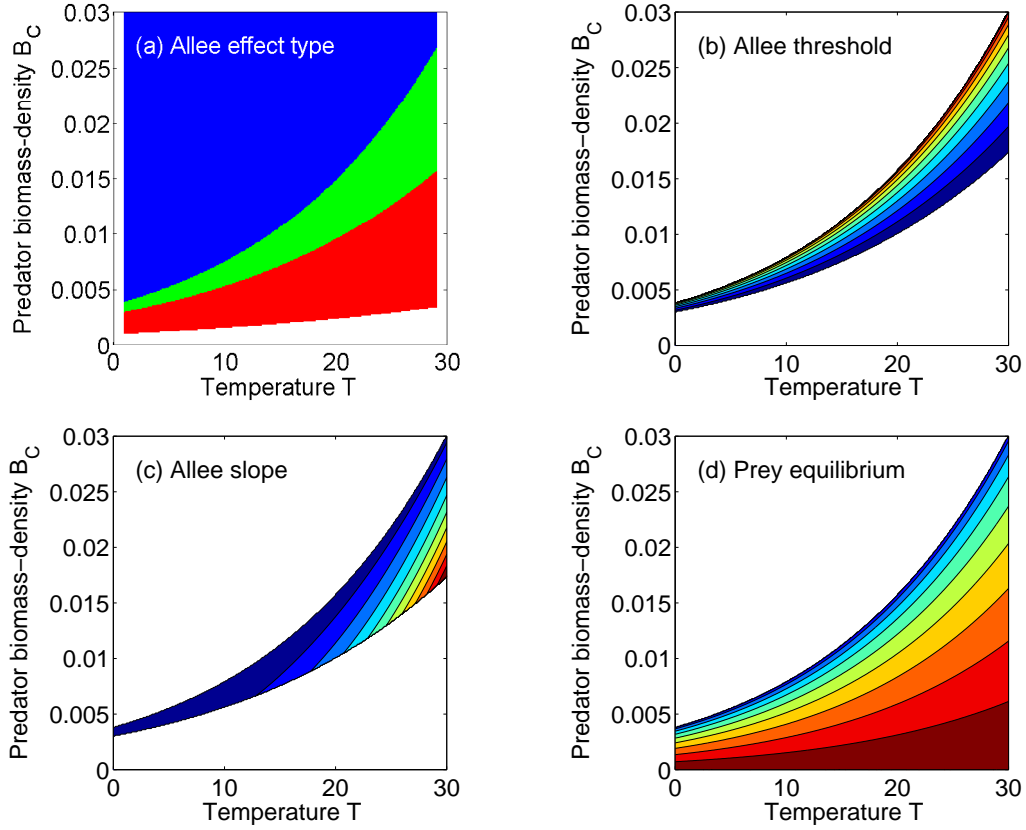 (a) Allee effect type
Predator biomass-density B_C
0.03
0.025
0.02
0.015
0.01
0.005
0
0 10 20 30
Temperature T
(b) Allee threshold
Predator biomass−density B_C
0.03
0.025
0.02
0.015
0.01
0.005
0
0 10 20 30
Temperature T
(c) Allee slope
Predator biomass−density B_C
0.03
0.025
0.02
0.015
0.01
0.005
0
0 10 20 30
Temperature T
(d) Prey equilibrium
Predator biomass−density B_C
0.03
0.025
0.02
0.015
0.01
0.005
0
0 10 20 30
Temperature T